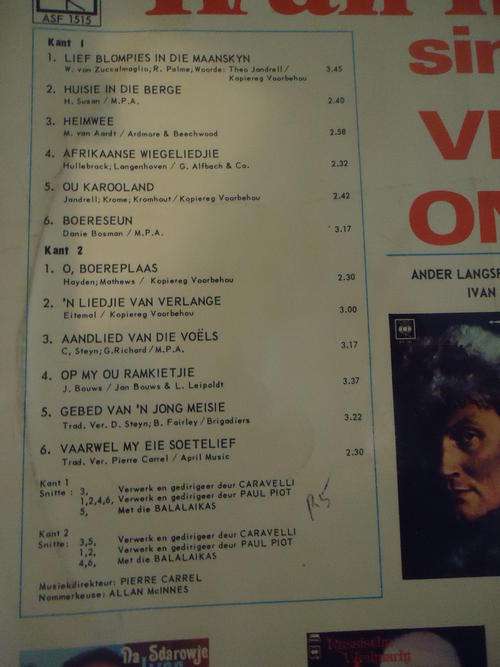 ASF 1515
Kant 1
1. LIEF BLOMPIES IN DIE MAANSKYN
W. van Zuccalmaglio; R. Palme; Woorde: Theo Jandrell/ 3.45
Kopiereg Voorbehou
2. HUISIE IN DIE BERGE
H. Susan / M.P.A. 2.40
3. HEIMWEE
M. van Aardt / Ardmore & Beechwood 2.58
4. AFRIKAANSE WIEGELIEDJIE
Hullebrack; Langenhoven / G. Alfbach & Co. 2.32
5. OU KAROOLAND
Jandrell; Krome; Kromhout/ Kopiereg Voorbehou 2.42
6. BOERESEUN
Danie Bosman / M.P.A. 3.17
Kant 2
1. O, BOEREPLAAS
Hayden; Mathews / Kopiereg Voorbehou 2.30
2. 'N LIEDJIE VAN VERLANGE
Eitemal / Kopiereg Voorbehou 3.00
3. AANDLIED VAN DIE VOËLS
C, Steyn; G.Richard / M.P.A. 3.17
4. OP MY OU RAMKIETJIE
J. Bouws / Jan Bouws & L. Leipoldt 3.37
5. GEBED VAN 'N JONG MEISIE
Trad. Ver. D. Steyn; B. Fairley / Brigadiers 3.22
6. VAARWEL MY EIE SOETELIEF
Trad. Ver. Pierre Carrel / April Music 2.30
Kant 1
Snitte : 3, Verwerk en gedirigeer deur CARAVELLI
1,2,4,6, Verwerk en gedirigeer deur PAUL PIOT
5, Met die BALALAIKAS
R5
Kant 2
Snitte: 3,5, Verwerk en gedirigeer deur CARAVELLI
1,2, Verwerk en gedirigeer deur PAUL PIOT
4,6, Met die BALALAIKAS
Musiekdirekteur: PIERRE CARREL
Nommerkeuse: ALLAN McINNES
sin
VI
ON
ANDER LANGSP
IVAN
Da Sdarowje